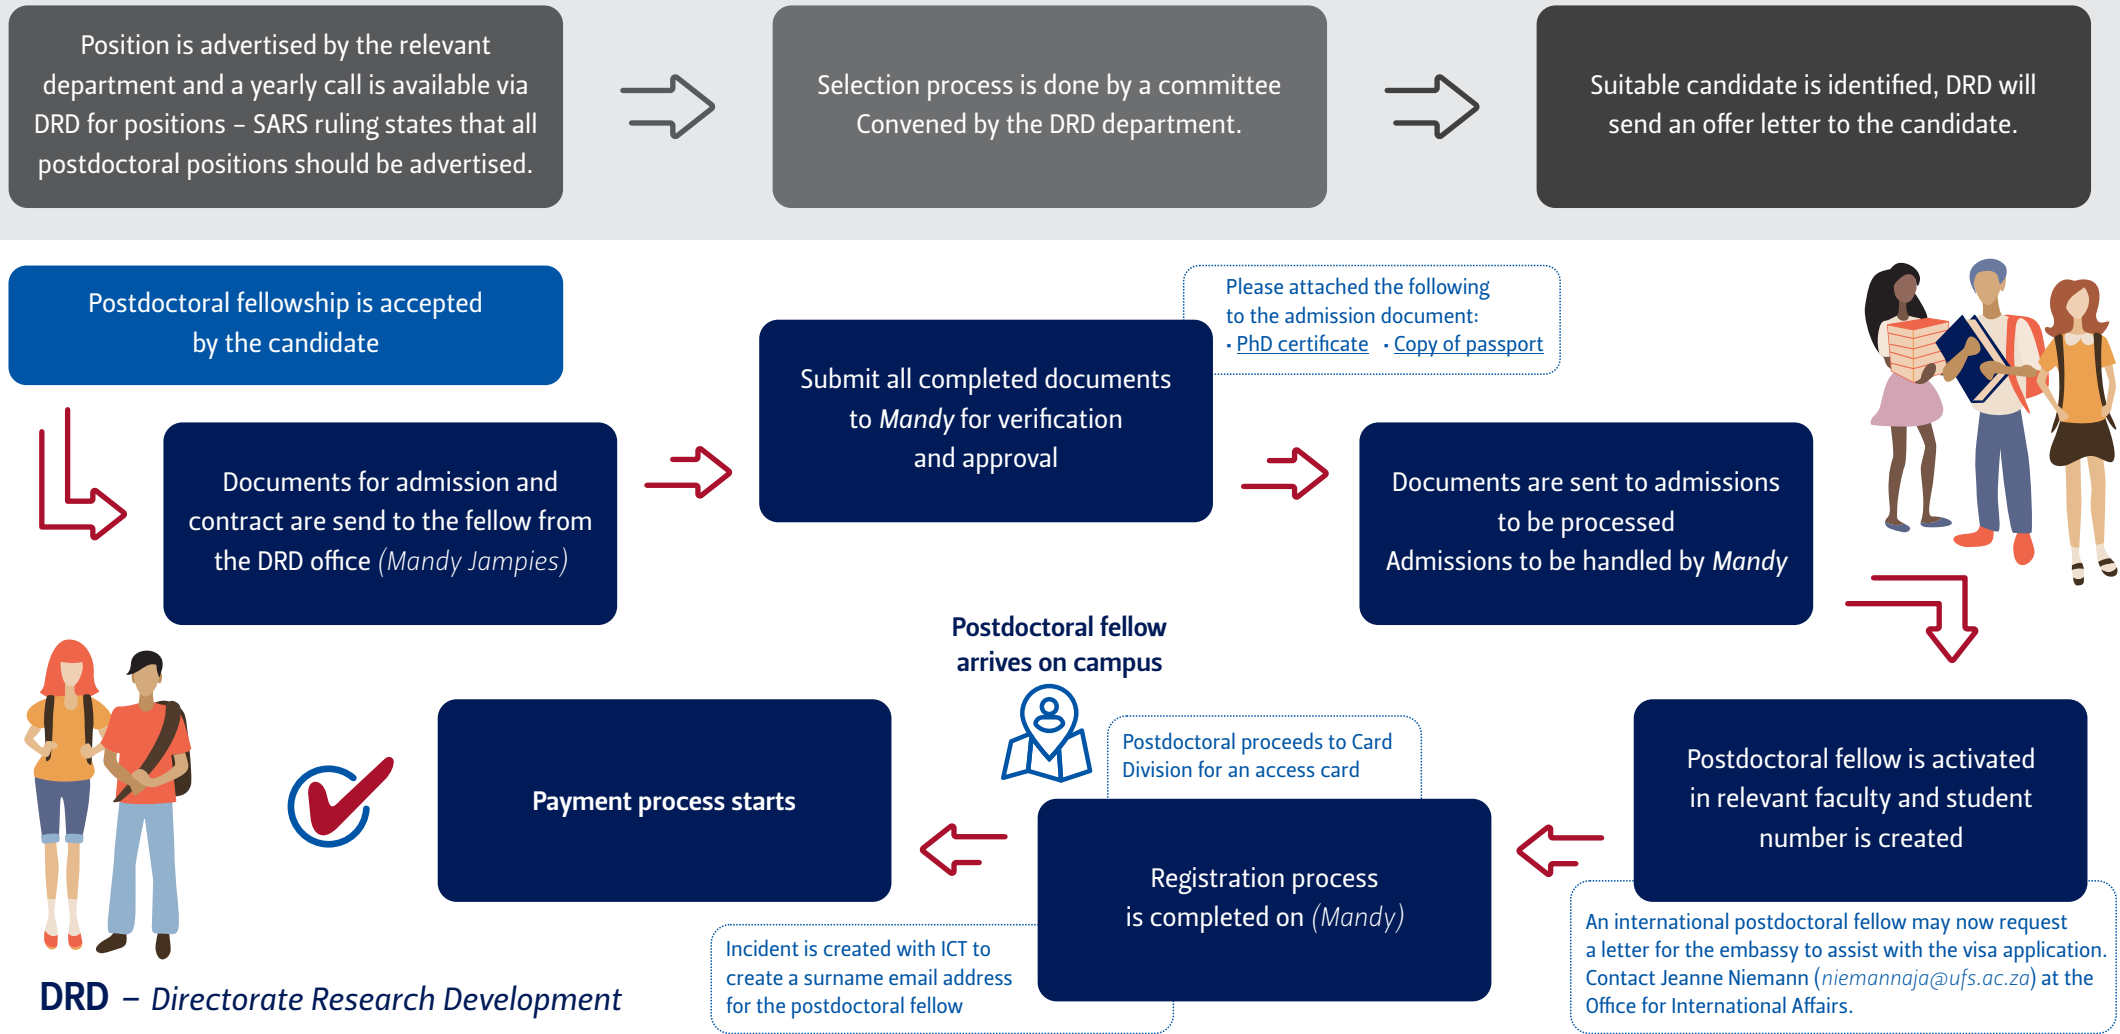 Position is advertised by the relevant
department and a yearly call is available via
DRD for positions – SARS ruling states that all
postdoctoral positions should be advertised.
Selection process is done by a committee
Convened by the DRD department.
Suitable candidate is identified, DRD will
send an offer letter to the candidate.
Postdoctoral fellowship is accepted
by the candidate
Documents for admission and
contract are send to the fellow from
the DRD office (Mandy Jampies)
Submit all completed documents
to Mandy for verification
and approval
Please attached the following
to the admission document:
· PhD certificate · Copy of passport
Documents are sent to admissions
to be processed
Admissions to be handled by Mandy
Postdoctoral fellow is activated
in relevant faculty and student
number is created
An international postdoctoral fellow may now request
a letter for the embassy to assist with the visa application.
Contact Jeanne Niemann (niemannaja@ufs.ac.za) at the
Office for International Affairs.
Postdoctoral fellow
arrives on campus
Postdoctoral proceeds to Card
Division for an access card
Registration process
is completed on (Mandy)
Incident is created with ICT to
create a surname email address
for the postdoctoral fellow
Payment process starts
DRD – Directorate Research Development